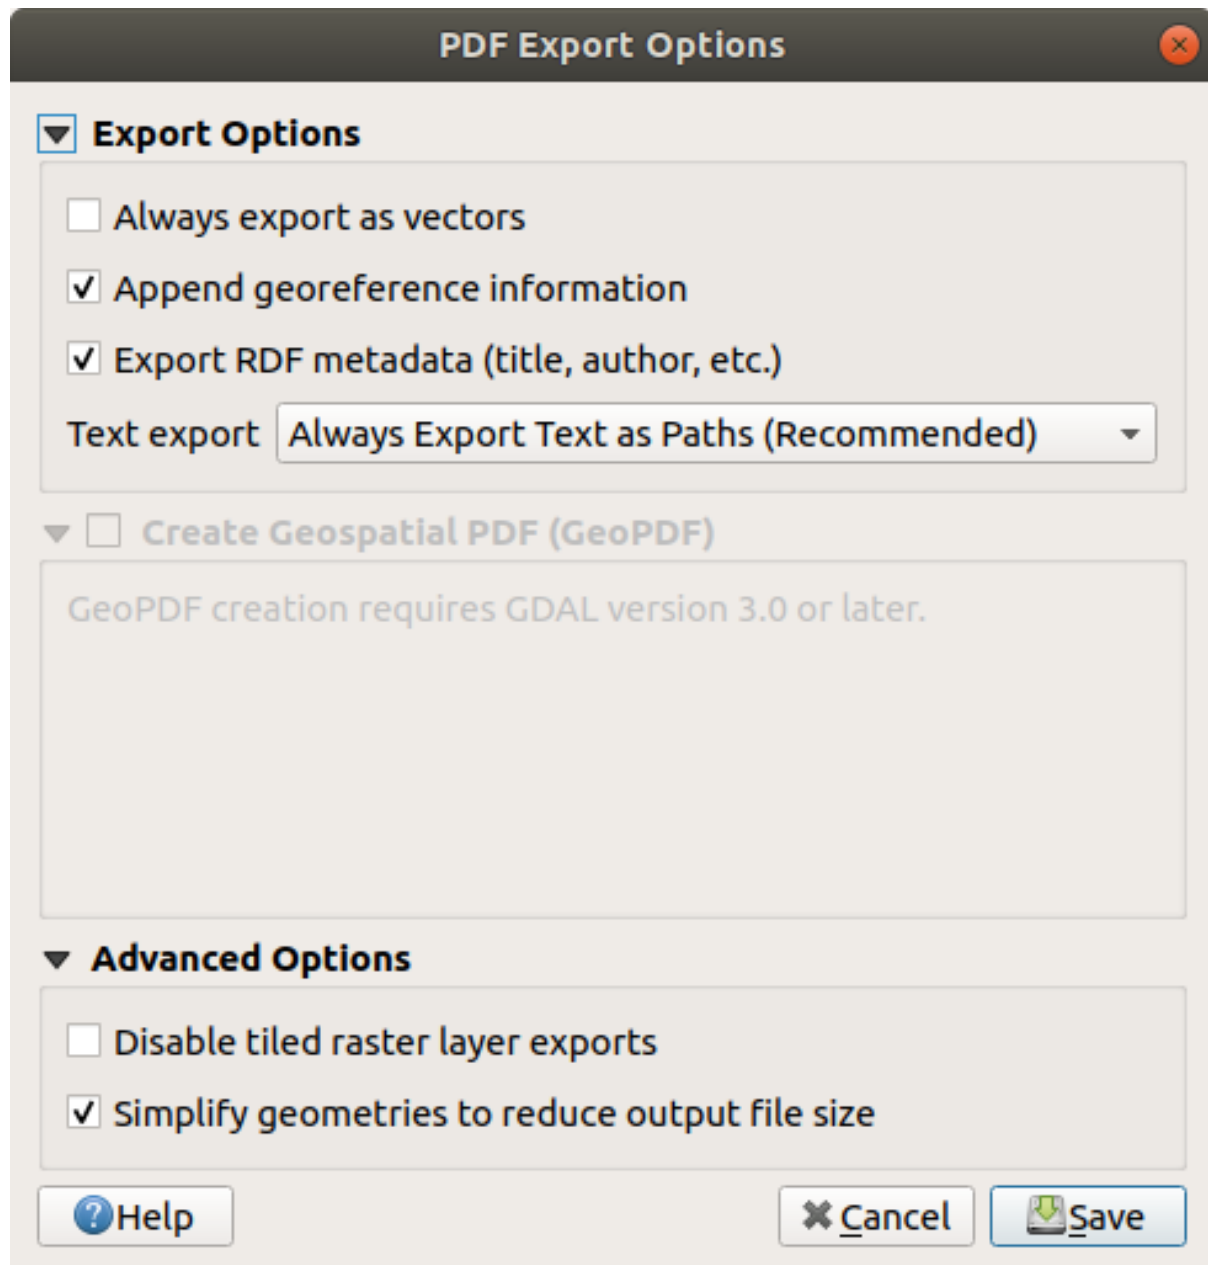 PDF Export Options
Export Options
Always export as vectors
Append georeference information
Export RDF metadata (title, author, etc.)
Text export Always Export Text as Paths (Recommended)
Create Geospatial PDF (GeoPDF)
GeoPDF creation requires GDAL version 3.0 or later.
Advanced Options
Disable tiled raster layer exports
Simplify geometries to reduce output file size
Help Cancel Save